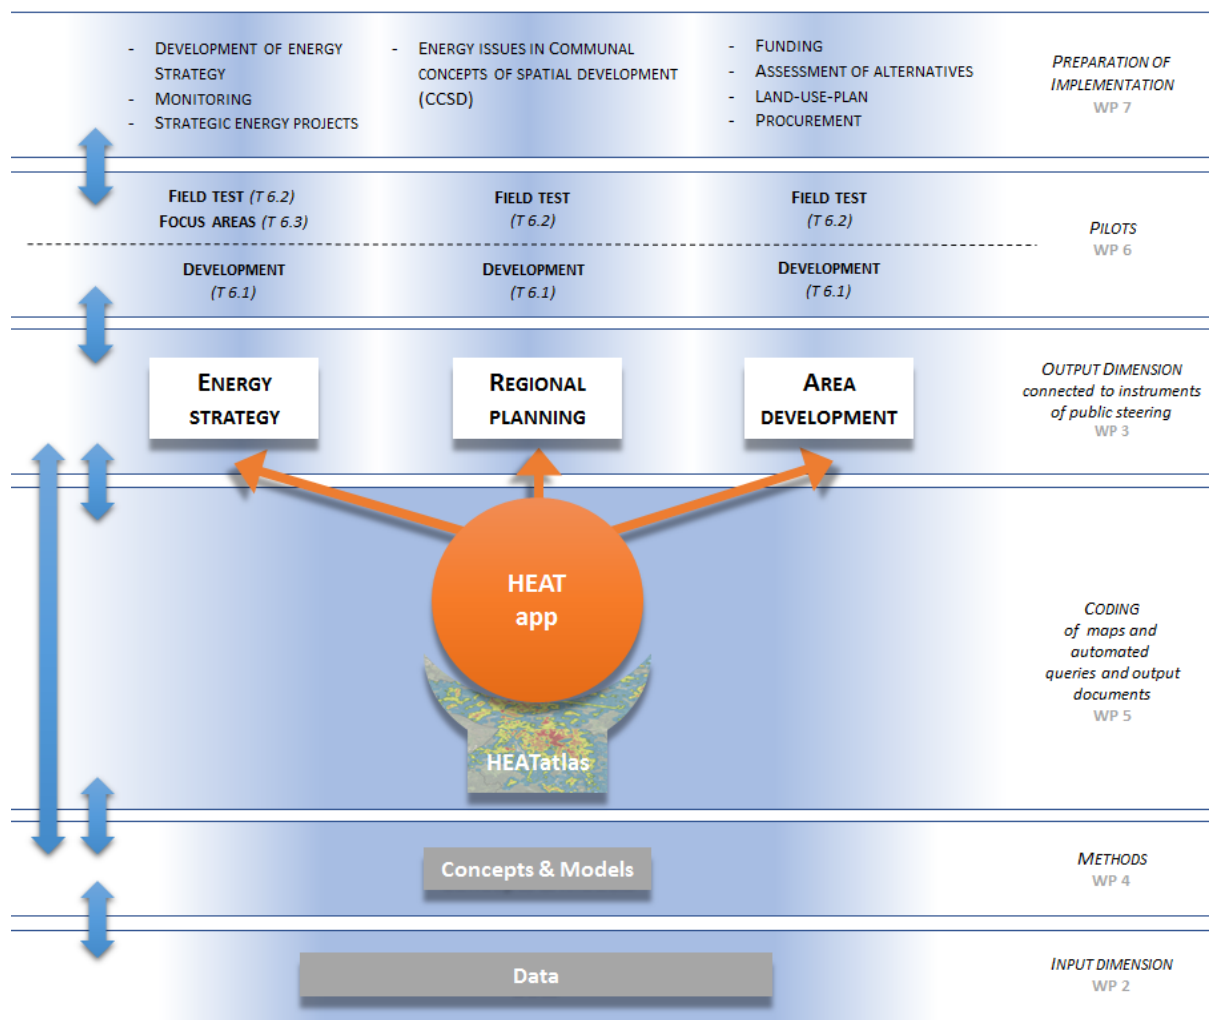 - Development of energy
strategy
- Monitoring
- Strategic energy projects
- Energy issues in Communal
concepts of spatial development
(CCSD)
- Funding
- Assessment of alternatives
- Land-use-plan
- Procurement
Preparation of
Implementation
WP 7
Field test (T 6.2)
Focus areas (T 6.3)
Field test
(T 6.2)
Field test
(T 6.2)
Development
(T 6.1)
Development
(T 6.1)
Development
(T 6.1)
Pilots
WP 6
Energy
strategy
Regional
planning
Area
development
Output Dimension
connected to instruments
of public steering
WP 3
HEAT
app
HEATatlas
Coding
of maps and
automated
queries and output
documents
WP 5
Concepts & Models
Methods
WP 4
Data
Input dimension
WP 2